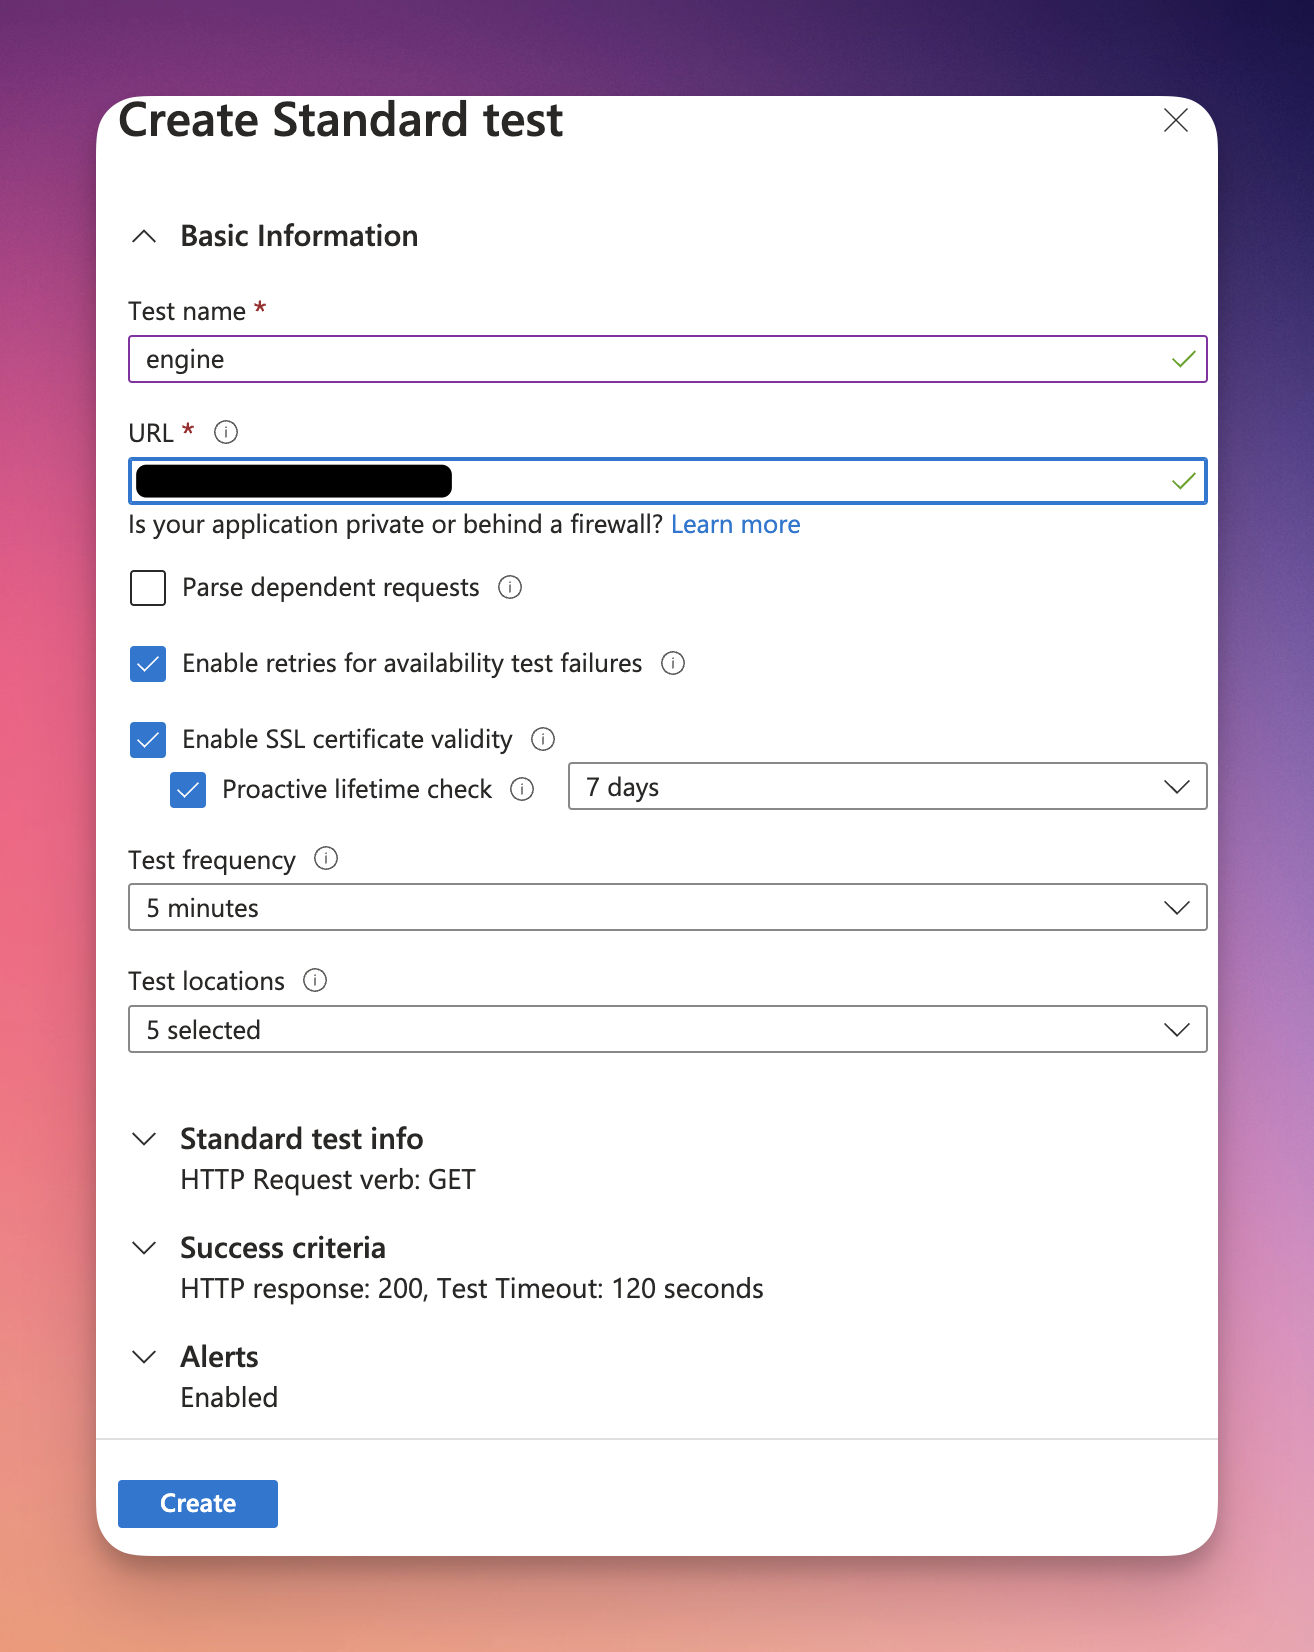 Create Standard test
Basic Information
Test name *
engine
URL *
Is your application private or behind a firewall? Learn more
Parse dependent requests
Enable retries for availability test failures
Enable SSL certificate validity
Proactive lifetime check
7 days
Test frequency
5 minutes
Test locations
5 selected
Standard test info
HTTP Request verb: GET
Success criteria
HTTP response: 200, Test Timeout: 120 seconds
Alerts
Enabled
Create